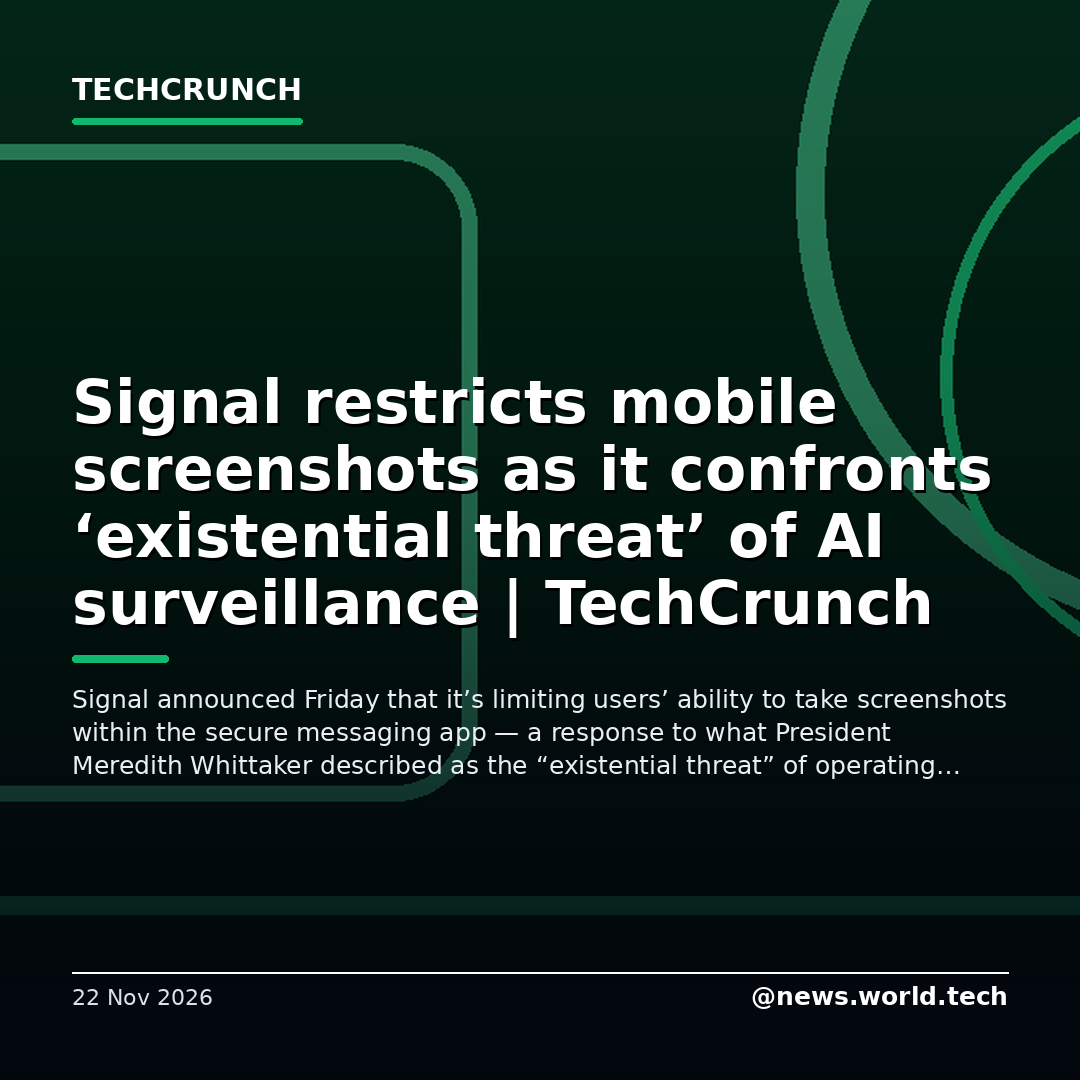 TECHCRUNCH
Signal restricts mobile
screenshots as it confronts
‘existential threat’ of AI
surveillance | TechCrunch
Signal announced Friday that it’s limiting users’ ability to take screenshots
within the secure messaging app — a response to what President
Meredith Whittaker described as the “existential threat” of operating…
22 Nov 2026
@news.world.tech